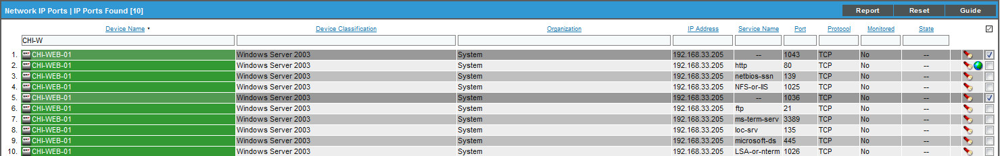 Network IP Ports | IP Ports Found [10] Report Reset Guide
Device Name Device Classification Organization IP Address Service Name Port Protocol Monitored State
CHI-W
1. CHI-WEB-01 Windows Server 2003 System 192.168.33.205 -- 1043 TCP No --
2. CHI-WEB-01 Windows Server 2003 System 192.168.33.205 http 80 TCP No --
3. CHI-WEB-01 Windows Server 2003 System 192.168.33.205 netbios-ssn 139 TCP No --
4. CHI-WEB-01 Windows Server 2003 System 192.168.33.205 NFS-or-IIS 1025 TCP No --
5. CHI-WEB-01 Windows Server 2003 System 192.168.33.205 -- 1036 TCP No --
6. CHI-WEB-01 Windows Server 2003 System 192.168.33.205 ftp 21 TCP No --
7. CHI-WEB-01 Windows Server 2003 System 192.168.33.205 ms-term-serv 3389 TCP No --
8. CHI-WEB-01 Windows Server 2003 System 192.168.33.205 loc-srv 135 TCP No --
9. CHI-WEB-01 Windows Server 2003 System 192.168.33.205 microsoft-ds 445 TCP No --
10. CHI-WEB-01 Windows Server 2003 System 192.168.33.205 LSA-or-nterm 1026 TCP No --